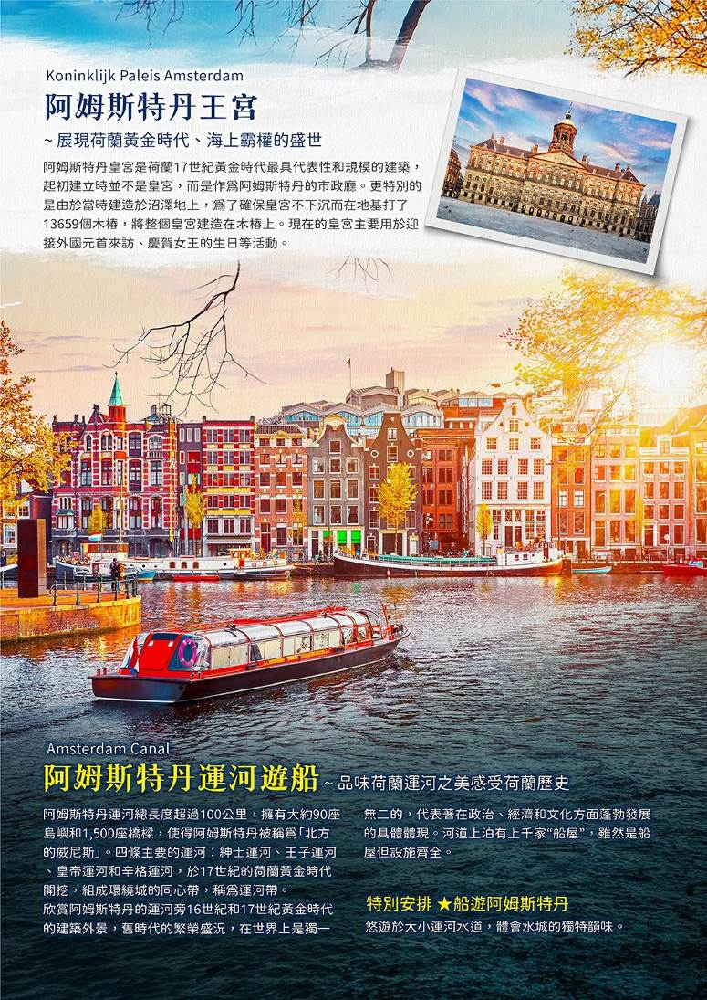 Koninklijk Paleis Amsterdam
阿姆斯特丹王宮
~ 展現荷蘭黃金時代、海上霸權的盛世
阿姆斯特丹皇宮是荷蘭17世紀黃金時代最具代表性和規模的建築，
起初建立時並不是皇宮，而是作爲阿姆斯特丹的市政廳。更特別的
是由於當時建造於沼澤地上，爲了確保皇宮不下沉而在地基打了
13659個木樁，將整個皇宮建造在木樁上。現在的皇宮主要用於迎
接外國元首來訪、慶賀女王的生日等活動。
Amsterdam Canal
阿姆斯特丹運河遊船 ~ 品味荷蘭運河之美感受荷蘭歷史
阿姆斯特丹運河總長度超過100公里，擁有大約90座
島嶼和1,500座橋樑，使得阿姆斯特丹被稱爲「北方
的威尼斯」。四條主要的運河：紳士運河、王子運河
、皇帝運河和辛格運河，於17世紀的荷蘭黃金時代
開挖，組成環繞城的同心帶，稱爲運河帶。
欣賞阿姆斯特丹的運河旁16世紀和17世紀黃金時代
的建築外景，舊時代的繁榮盛況，在世界上是獨一
無二的，代表著在政治、經濟和文化方面蓬勃發展
的具體體現。河道上泊有上千家“船屋”，雖然是船
屋但設施齊全。
特別安排 ★船遊阿姆斯特丹
悠遊於大小運河水道，體會水城的獨特韻味。